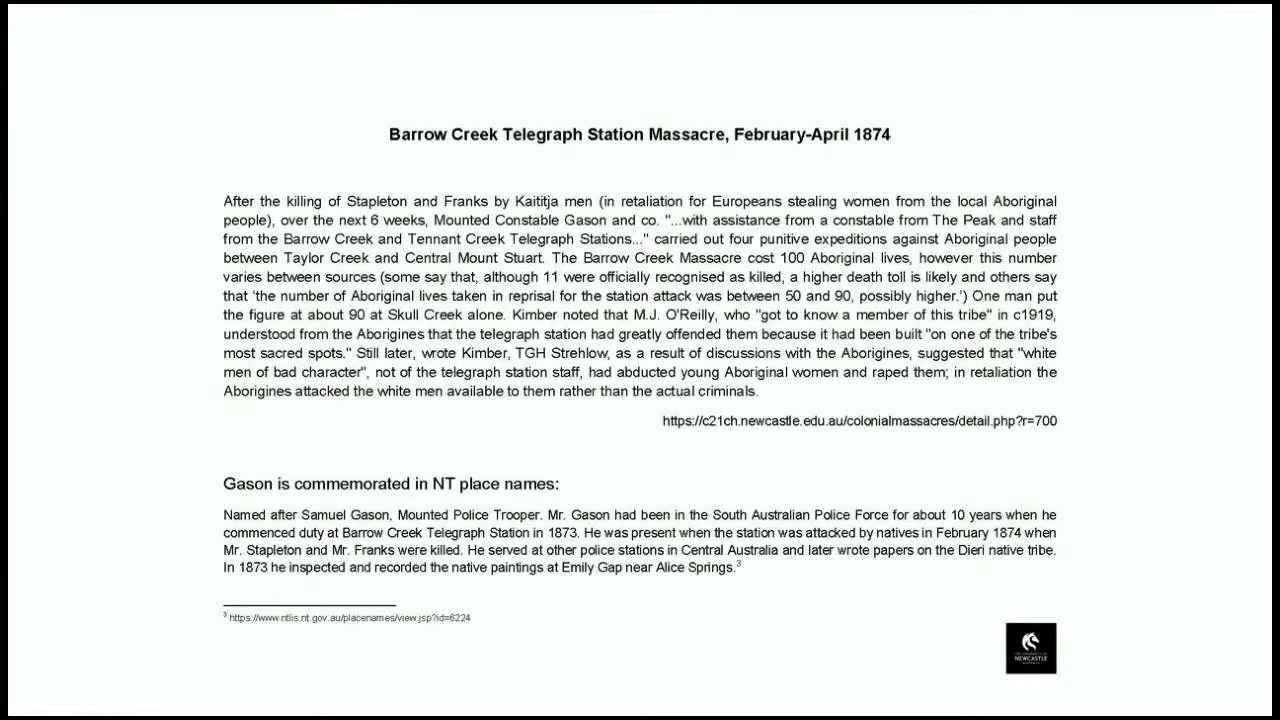 Barrow Creek Telegraph Station Massacre, February-April 1874
After the killing of Stapleton and Franks by Kaititja men (in retaliation for Europeans stealing women from the local Aboriginal
people), over the next 6 weeks, Mounted Constable Gason and co. "...with assistance from a constable from The Peak and staff
from the Barrow Creek and Tennant Creek Telegraph Stations..." carried out four punitive expeditions against Aboriginal people
between Taylor Creek and Central Mount Stuart. The Barrow Creek Massacre cost 100 Aboriginal lives, however this number
varies between sources (some say that, although 11 were officially recognised as killed, a higher death toll is likely and others say
that 'the number of Aboriginal lives taken in reprisal for the station attack was between 50 and 90, possibly higher.') One man put
the figure at about 90 at Skull Creek alone. Kimber noted that M.J. O'Reilly, who "got to know a member of this tribe" in c1919,
understood from the Aborigines that the telegraph station had greatly offended them because it had been built "on one of the tribe's
most sacred spots." Still later, wrote Kimber, TGH Strehlow, as a result of discussions with the Aborigines, suggested that "white
men of bad character", not of the telegraph station staff, had abducted young Aboriginal women and raped them; in retaliation the
Aborigines attacked the white men available to them rather than the actual criminals.
https://c21ch.newcastle.edu.au/colonialmassacres/detail.php?r=700
Gason is commemorated in NT place names:
Named after Samuel Gason, Mounted Police Trooper. Mr. Gason had been in the South Australian Police Force for about 10 years when he
commenced duty at Barrow Creek Telegraph Station in 1873. He was present when the station was attacked by natives in February 1874 when
Mr. Stapleton and Mr. Franks were killed. He served at other police stations in Central Australia and later wrote papers on the Dieri native tribe.
In 1873 he inspected and recorded the native paintings at Emily Gap near Alice Springs.3
3 https://www.ntlis.nt.gov.au/placenames/view.jsp?id=6224
THE UNIVERSITY OF
NEWCASTLE
AUSTRALIA